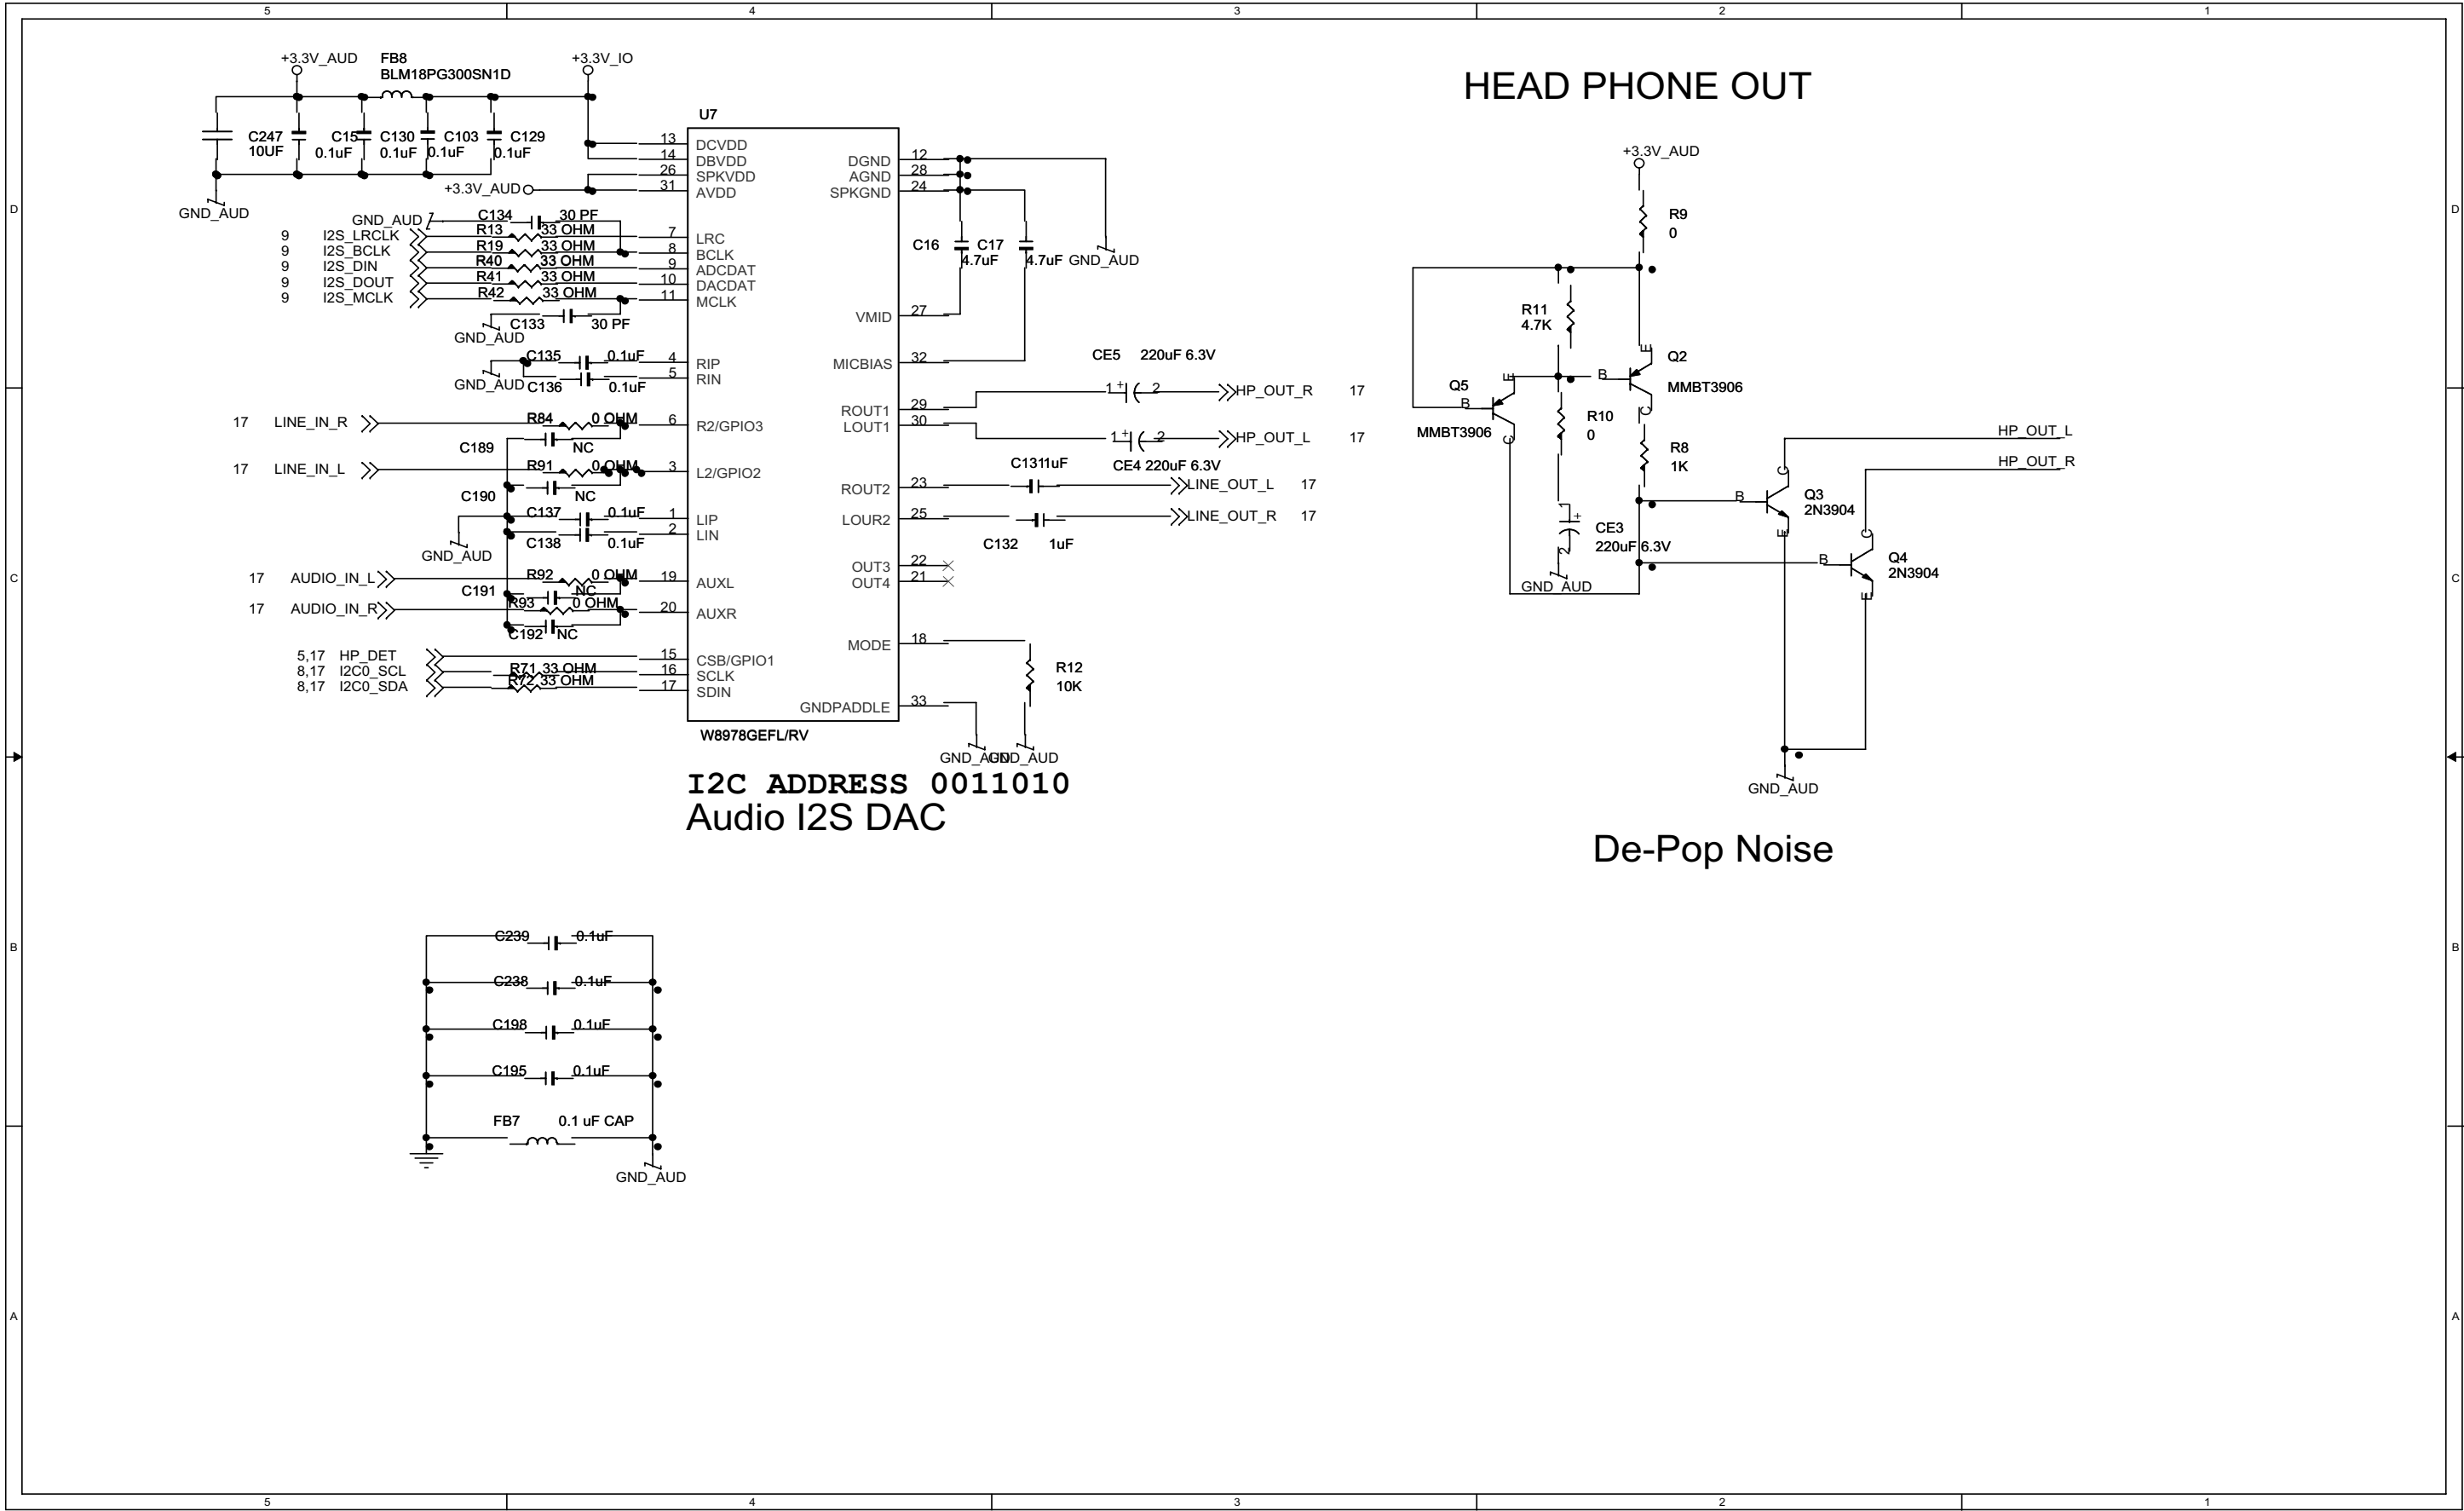 5 4 3 2 1
+3.3V_AUD FB8 +3.3V_IO
BLM18PG300SN1D
HEAD PHONE OUT
U7
C247 C15 C130 C103 C129
10UF 0.1uF 0.1uF 0.1uF 0.1uF
GND_AUD
+3.3V_AUD
13 DCVDD
14 DBVDD
26 SPKVDD
31 AVDD
DGND 12
AGND 28
SPKGND 24
D D
GND_AUD C134 30 PF
9 I2S_LRCLK R13 33 OHM 7 LRC
9 I2S_BCLK R19 33 OHM 8 BCLK
9 I2S_DIN R40 33 OHM 9 ADCDAT
9 I2S_DOUT R41 33 OHM 10 DACDAT
9 I2S_MCLK R42 33 OHM 11 MCLK
GND_AUD C133 30 PF
C16 C17
4.7uF 4.7uF GND_AUD
VMID 27
MICBIAS 32
C135 0.1uF 4 RIP
GND_AUD C136 0.1uF 5 RIN
CE5 220uF 6.3V
ROUT1 29 1 + 2 HP_OUT_R 17
LOUT1 30 1 + 2 HP_OUT_L 17
CE4 220uF 6.3V
17 LINE_IN_R R84 0 OHM 6 R2/GPIO3
C189 NC
17 LINE_IN_L R91 0 OHM 3 L2/GPIO2
C190 NC
C131 1uF
ROUT2 23 LINE_OUT_L 17
LOUR2 25 LINE_OUT_R 17
C132 1uF
C137 0.1uF 1 LIP
C138 0.1uF 2 LIN
GND_AUD
OUT3 22
OUT4 21
17 AUDIO_IN_L R92 0 OHM 19 AUXL
C191 NC
17 AUDIO_IN_R R93 0 OHM 20 AUXR
C192 NC
MODE 18
R12
10K
5,17 HP_DET 15 CSB/GPIO1
8,17 I2C0_SCL R71 33 OHM 16 SCLK
8,17 I2C0_SDA R72 33 OHM 17 SDIN
GNDPADDLE 33
W8978GEFL/RV
GND_AUD GND_AUD
I2C ADDRESS 0011010
Audio I2S DAC
+3.3V_AUD
R9
0
R11
4.7K
E Q2
B MMBT3906
C
Q5 E
B
MMBT3906 C
R10
0
R8
1K
HP_OUT_L
HP_OUT_R
C
B Q3
2N3904
E
1 +
CE3
220uF 6.3V
2
GND_AUD
C
B Q4
2N3904
E
GND_AUD
De-Pop Noise
C C
B B
C239 0.1uF
C238 0.1uF
C198 0.1uF
C195 0.1uF
FB7 0.1 uF CAP
GND_AUD
A A
5 4 3 2 1